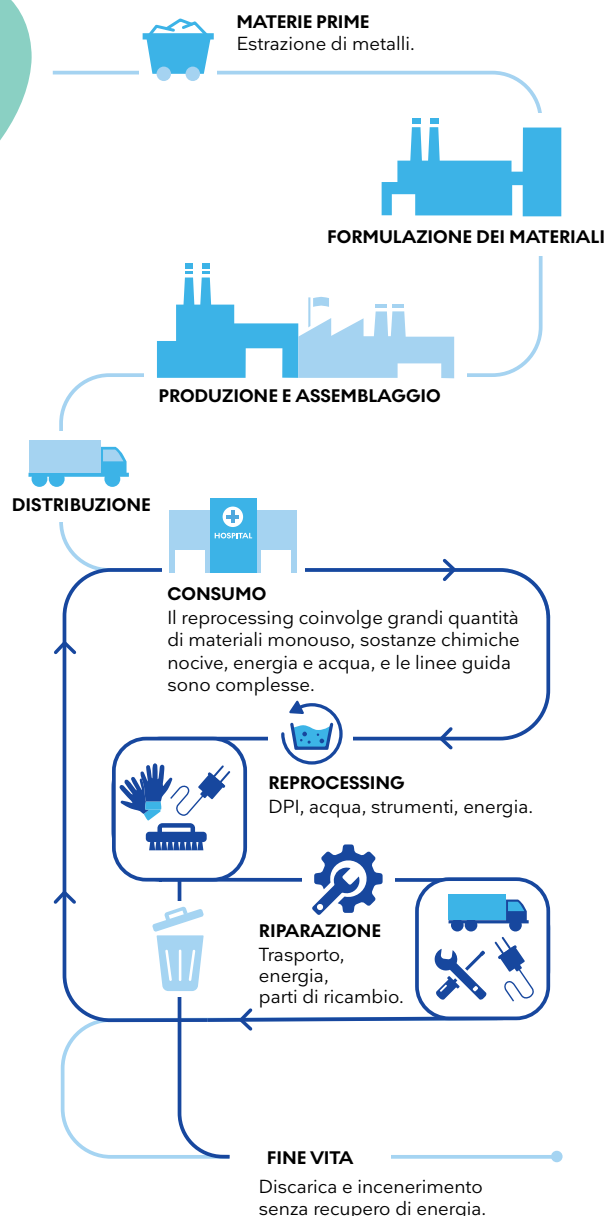 MATERIE PRIME
Estrazione di metalli.
FORMULAZIONE DEI MATERIALI
PRODUZIONE E ASSEMBLAGGIO
DISTRIBUZIONE
HOSPITAL
CONSUMO
Il reprocessing coinvolge grandi quantità
di materiali monouso, sostanze chimiche
nocive, energia e acqua, e le linee guida
sono complesse.
REPROCESSING
DPI, acqua, strumenti, energia.
RIPARAZIONE
Trasporto,
energia,
parti di ricambio.
FINE VITA
Discarica e incenerimento
senza recupero di energia.